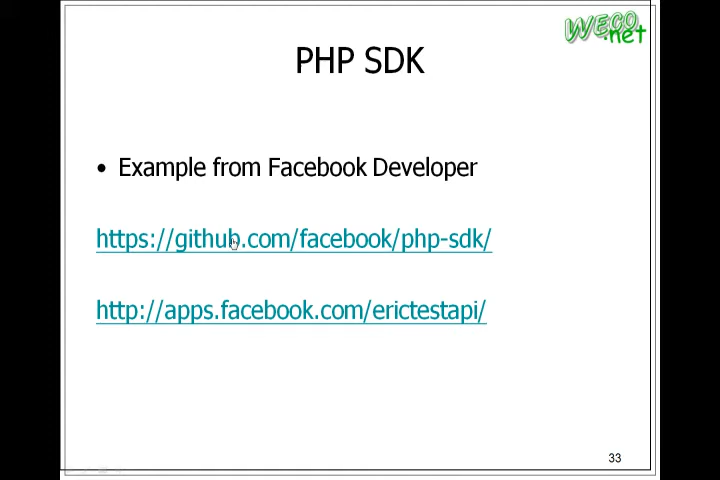 WECO
.net
PHP SDK
• Example from Facebook Developer
https://github.com/facebook/php-sdk/
http://apps.facebook.com/erictestapi/
33